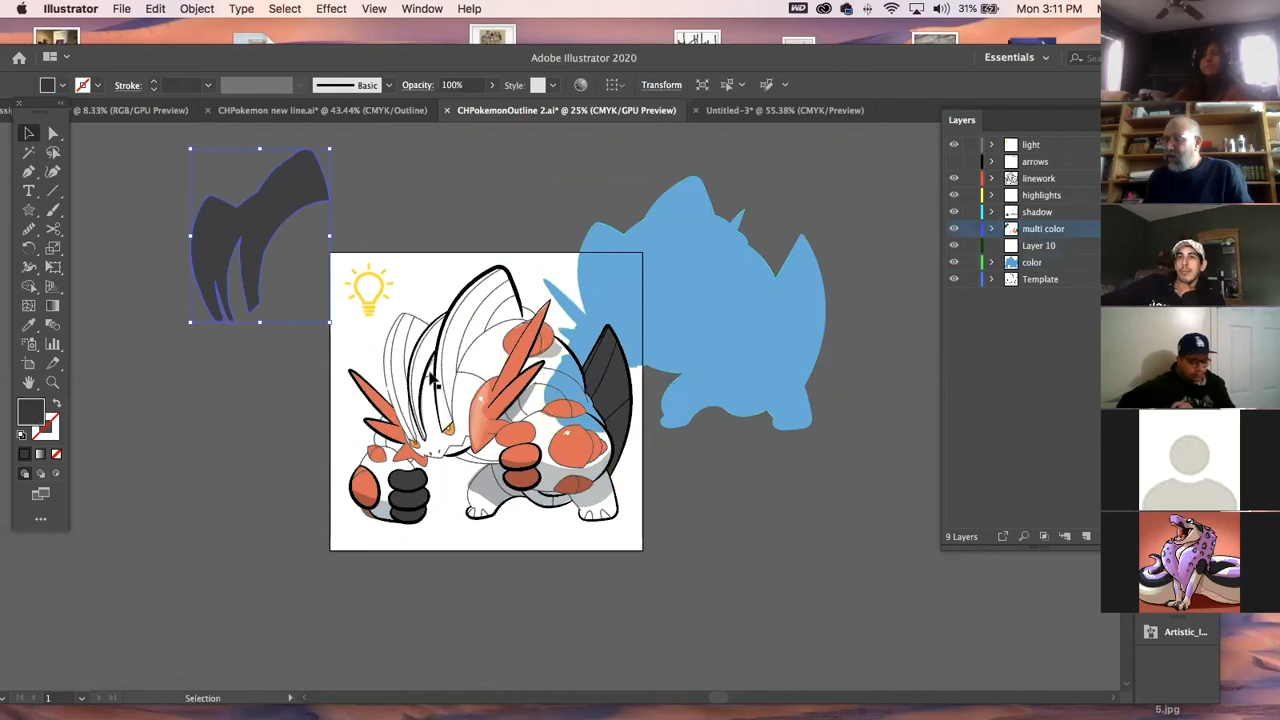 Illustrator File Edit Object Type Select Effect View Window Help
31% Mon 3:11 PM
Adobe Illustrator 2020
Essentials
Stroke: Basic Opacity: 100% Style: Transform
@ 8.33% (RGB/GPU Preview) × CHPokemon new line.ai* @ 43.44% (CMYK/Outline) × CHPokemonOutline 2.ai* @ 25% (CMYK/GPU Preview) × Untitled-3* @ 55.38% (CMYK/Preview)
Layers
light
arrows
linework
highlights
shadow
multi color
Layer 10
color
Template
9 Layers
Artistic_I...
1 Selection
5.jpg